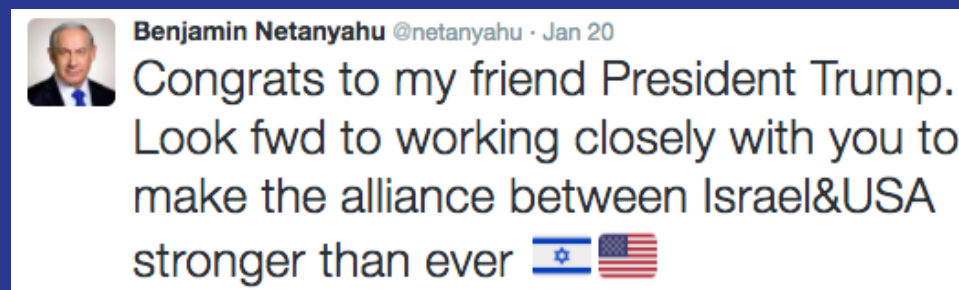 Benjamin Netanyahu @netanyahu · Jan 20
Congrats to my friend President Trump.
Look fwd to working closely with you to
make the alliance between Israel&USA
stronger than ever 🇮🇱🇺🇸